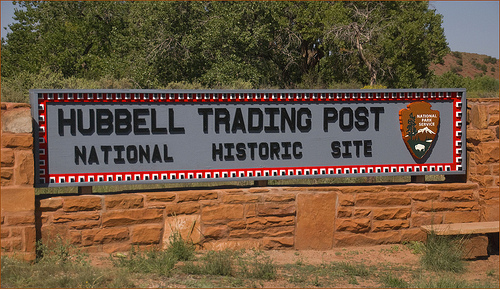 HUBBELL TRADING POST
NATIONAL HISTORIC SITE
NATIONAL
PARK
SERVICE